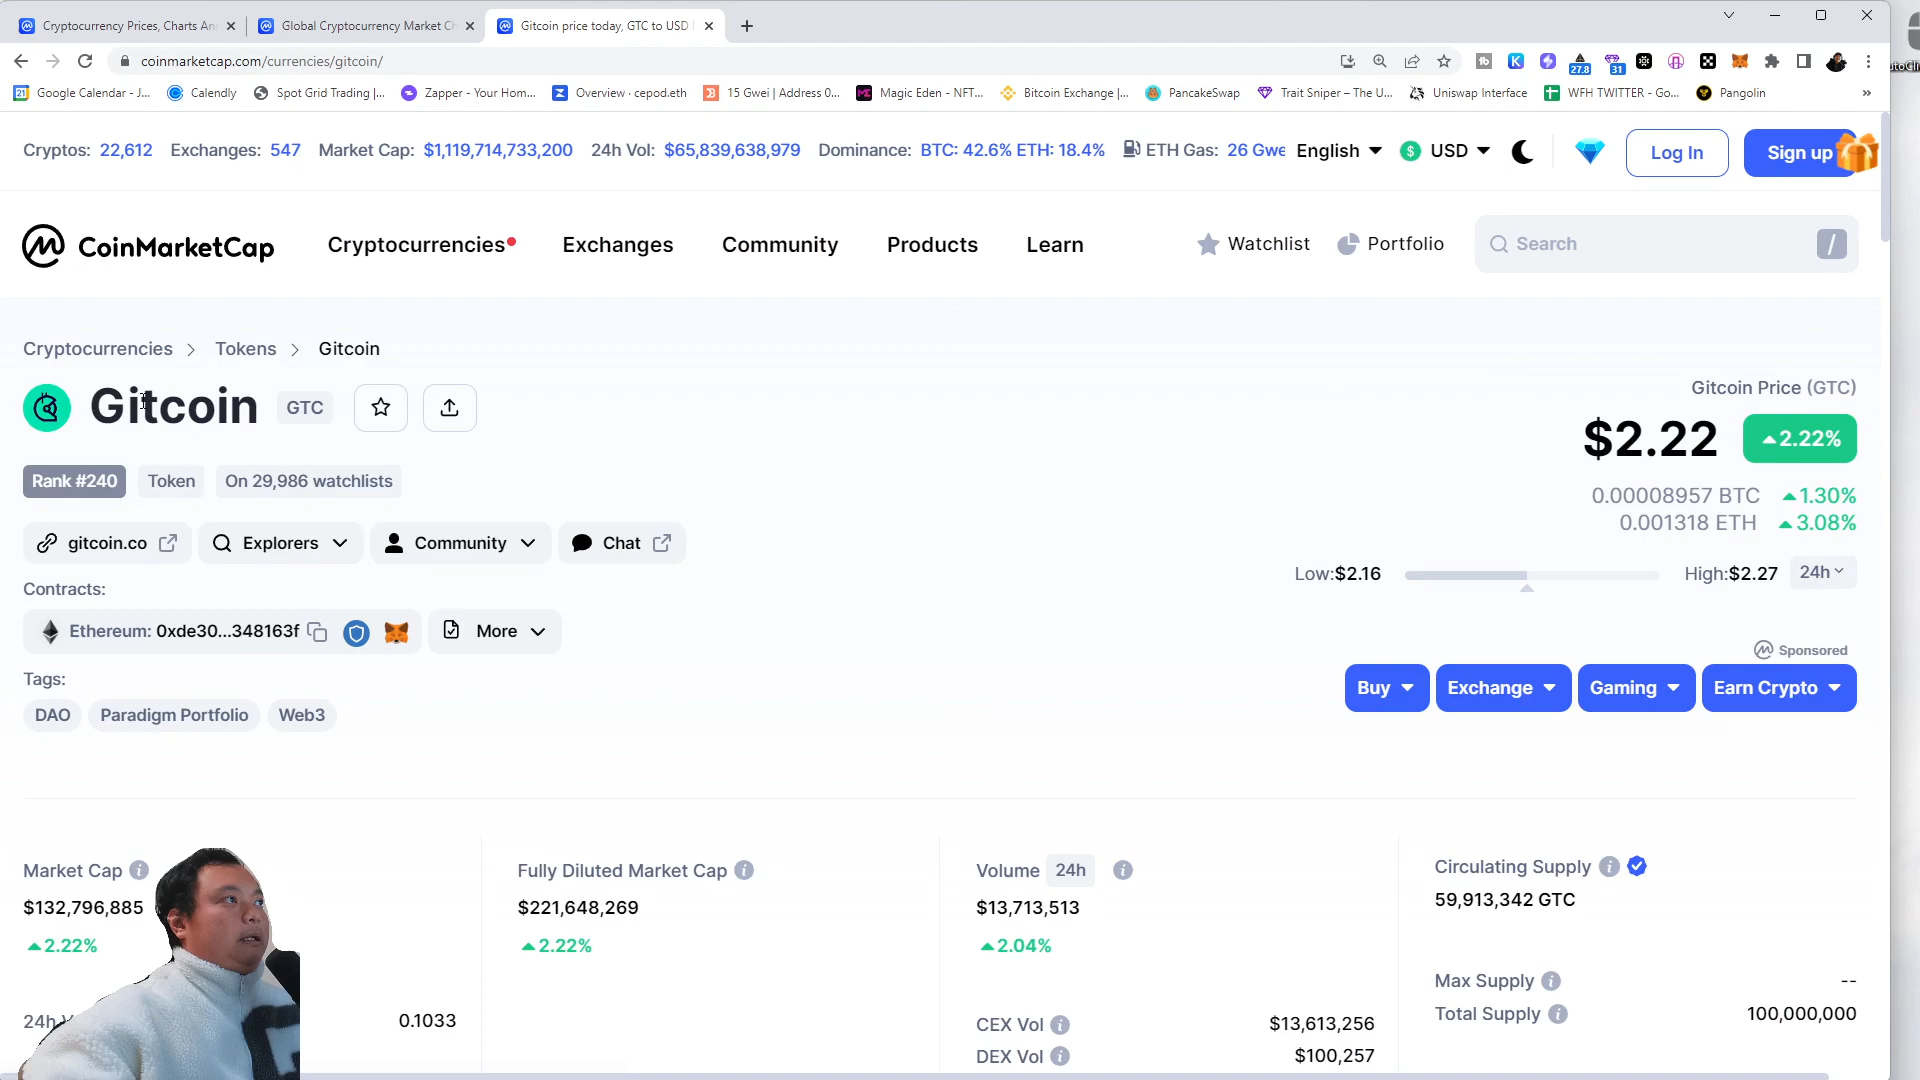 Cryptocurrency Prices, Charts An
Global Cryptocurrency Market Ch
Gitcoin price today, GTC to USD
coinmarketcap.com/currencies/gitcoin/
27.8
31
Google Calendar - J...
Calendly
Spot Grid Trading |...
Zapper - Your Hom...
Overview · cepod.eth
15 Gwei | Address 0...
Magic Eden - NFT...
Bitcoin Exchange |...
PancakeSwap
Trait Sniper – The U...
Uniswap Interface
WFH TWITTER - Go...
Pangolin
»
Cryptos: 22,612 Exchanges: 547 Market Cap: $1,119,714,733,200 24h Vol: $65,839,638,979 Dominance: BTC: 42.6% ETH: 18.4% ETH Gas: 26 Gwe
English
USD
Log In
Sign up
CoinMarketCap
Cryptocurrencies
Exchanges
Community
Products
Learn
Watchlist
Portfolio
Search
/
Cryptocurrencies > Tokens > Gitcoin
Gitcoin GTC
Rank #240
Token
On 29,986 watchlists
gitcoin.co
Explorers
Community
Chat
Contracts:
Ethereum: 0xde30...348163f
More
Tags:
DAO
Paradigm Portfolio
Web3
Gitcoin Price (GTC)
$2.22 2.22%
0.00008957 BTC 1.30%
0.001318 ETH 3.08%
Low:$2.16
High:$2.27
24h
Sponsored
Buy
Exchange
Gaming
Earn Crypto
Market Cap
$132,796,885
2.22%
24h
0.1033
Fully Diluted Market Cap
$221,648,269
2.22%
Volume 24h
$13,713,513
2.04%
CEX Vol $13,613,256
DEX Vol $100,257
Circulating Supply
59,913,342 GTC
Max Supply --
Total Supply 100,000,000